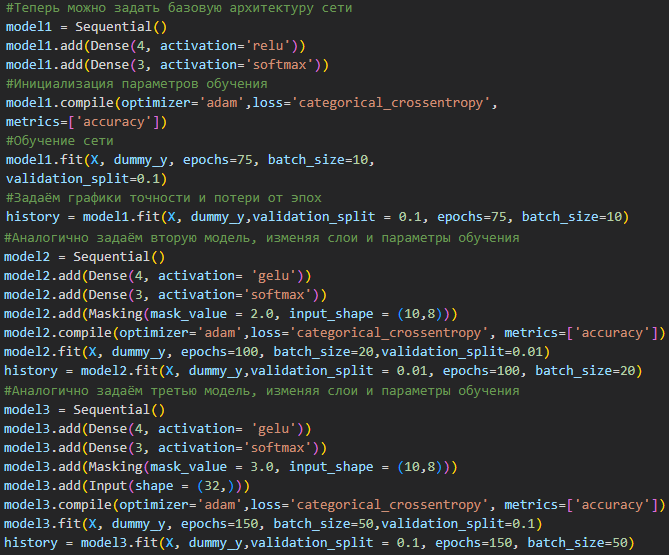 #Теперь можно задать базовую архитектуру сети
model1 = Sequential()
model1.add(Dense(4, activation='relu'))
model1.add(Dense(3, activation='softmax'))
#Инициализация параметров обучения
model1.compile(optimizer='adam',loss='categorical_crossentropy',
metrics=['accuracy'])
#Обучение сети
model1.fit(X, dummy_y, epochs=75, batch_size=10,
validation_split=0.1)
#Задаём графики точности и потери от эпох
history = model1.fit(X, dummy_y,validation_split = 0.1, epochs=75, batch_size=10)
#Аналогично задаём вторую модель, изменяя слои и параметры обучения
model2 = Sequential()
model2.add(Dense(4, activation= 'gelu'))
model2.add(Dense(3, activation='softmax'))
model2.add(Masking(mask_value = 2.0, input_shape = (10,8)))
model2.compile(optimizer='adam',loss='categorical_crossentropy', metrics=['accuracy'])
model2.fit(X, dummy_y, epochs=100, batch_size=20,validation_split=0.01)
history = model2.fit(X, dummy_y,validation_split = 0.01, epochs=100, batch_size=20)
#Аналогично задаём третью модель, изменяя слои и параметры обучения
model3 = Sequential()
model3.add(Dense(4, activation= 'gelu'))
model3.add(Dense(3, activation='softmax'))
model3.add(Masking(mask_value = 3.0, input_shape = (10,8)))
model3.add(Input(shape = (32,)))
model3.compile(optimizer='adam',loss='categorical_crossentropy', metrics=['accuracy'])
model3.fit(X, dummy_y, epochs=150, batch_size=50,validation_split=0.1)
history = model3.fit(X, dummy_y,validation_split = 0.1, epochs=150, batch_size=50)